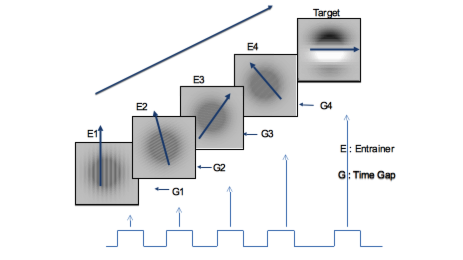 Target
E4
E3
E2
E1
G4
G3
G2
G1
E : Entrainer
G : Time Gap